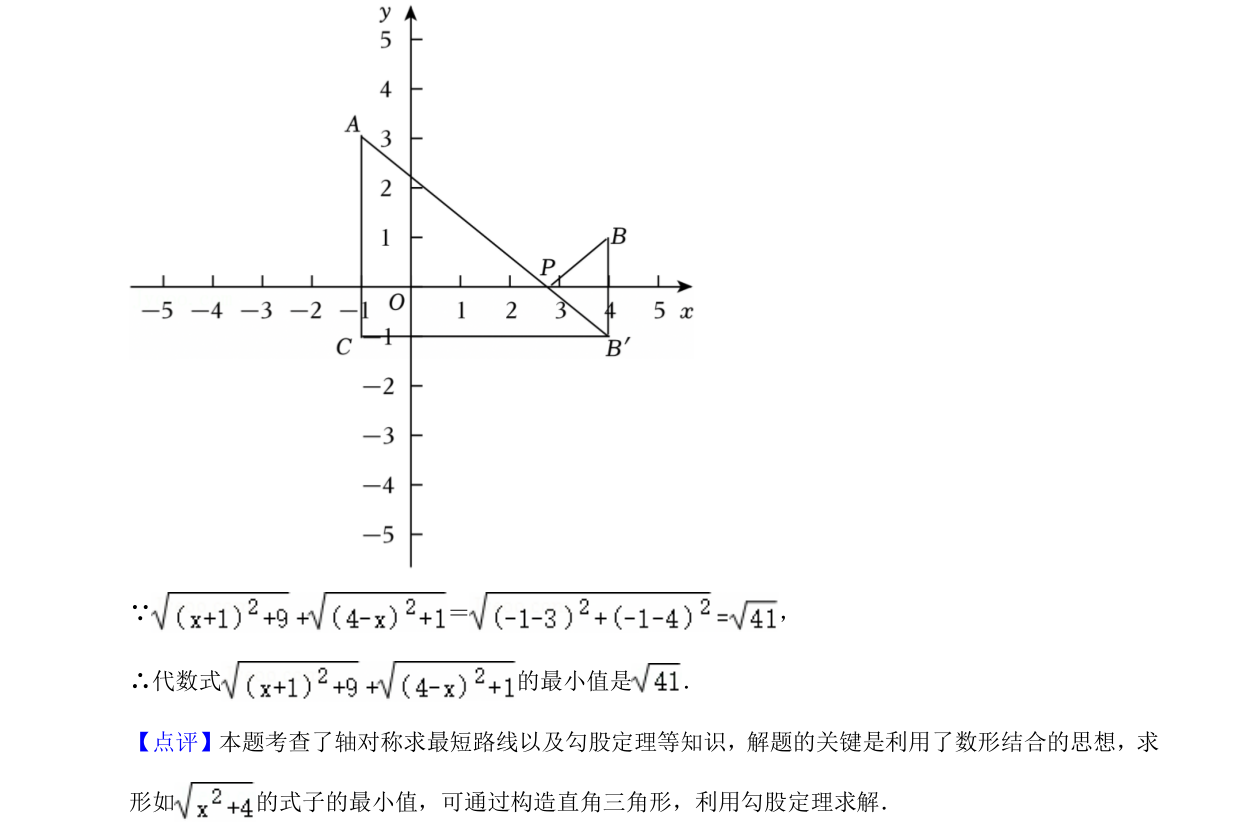 y
5
4
A
3
2
1
B
P
O
−5 −4 −3 −2 −1 1 2 3 4 5 x
C
−1
B′
−2
−3
−4
−5
∵√((x+1)²+9) +√((4-x)²+1)=√((-1-3)²+(-1-4)²)=√41，
∴代数式√((x+1)²+9) +√((4-x)²+1)的最小值是√41．
【点评】本题考查了轴对称求最短路线以及勾股定理等知识，解题的关键是利用了数形结合的思想，求
形如√(x²+4)的式子的最小值，可通过构造直角三角形，利用勾股定理求解．